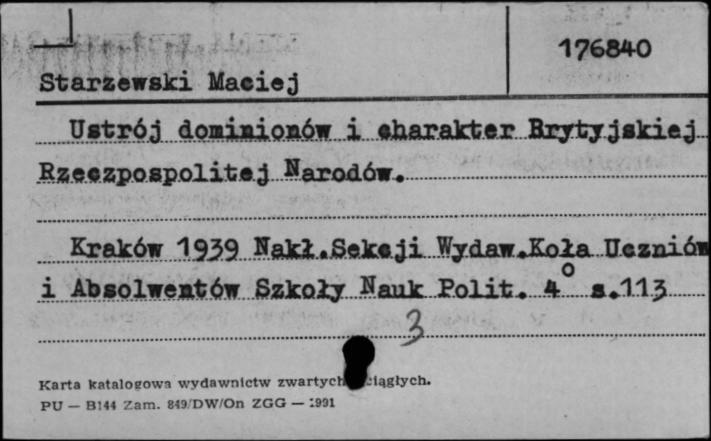 176840
Starzewski Maciej
Ustrój dominionów i charakter Brytyjskiej
Rzeczpospolitej Narodów.
Kraków 1939 Nakł.Sekcji Wydaw.Koła Uczniów
i Absolwentów Szkoły Nauk Polit. 4° s.113
3
Karta katalogowa wydawnictw zwartych ciągłych.
PU — B144 Zam. 849/DW/On ZGG — 1991